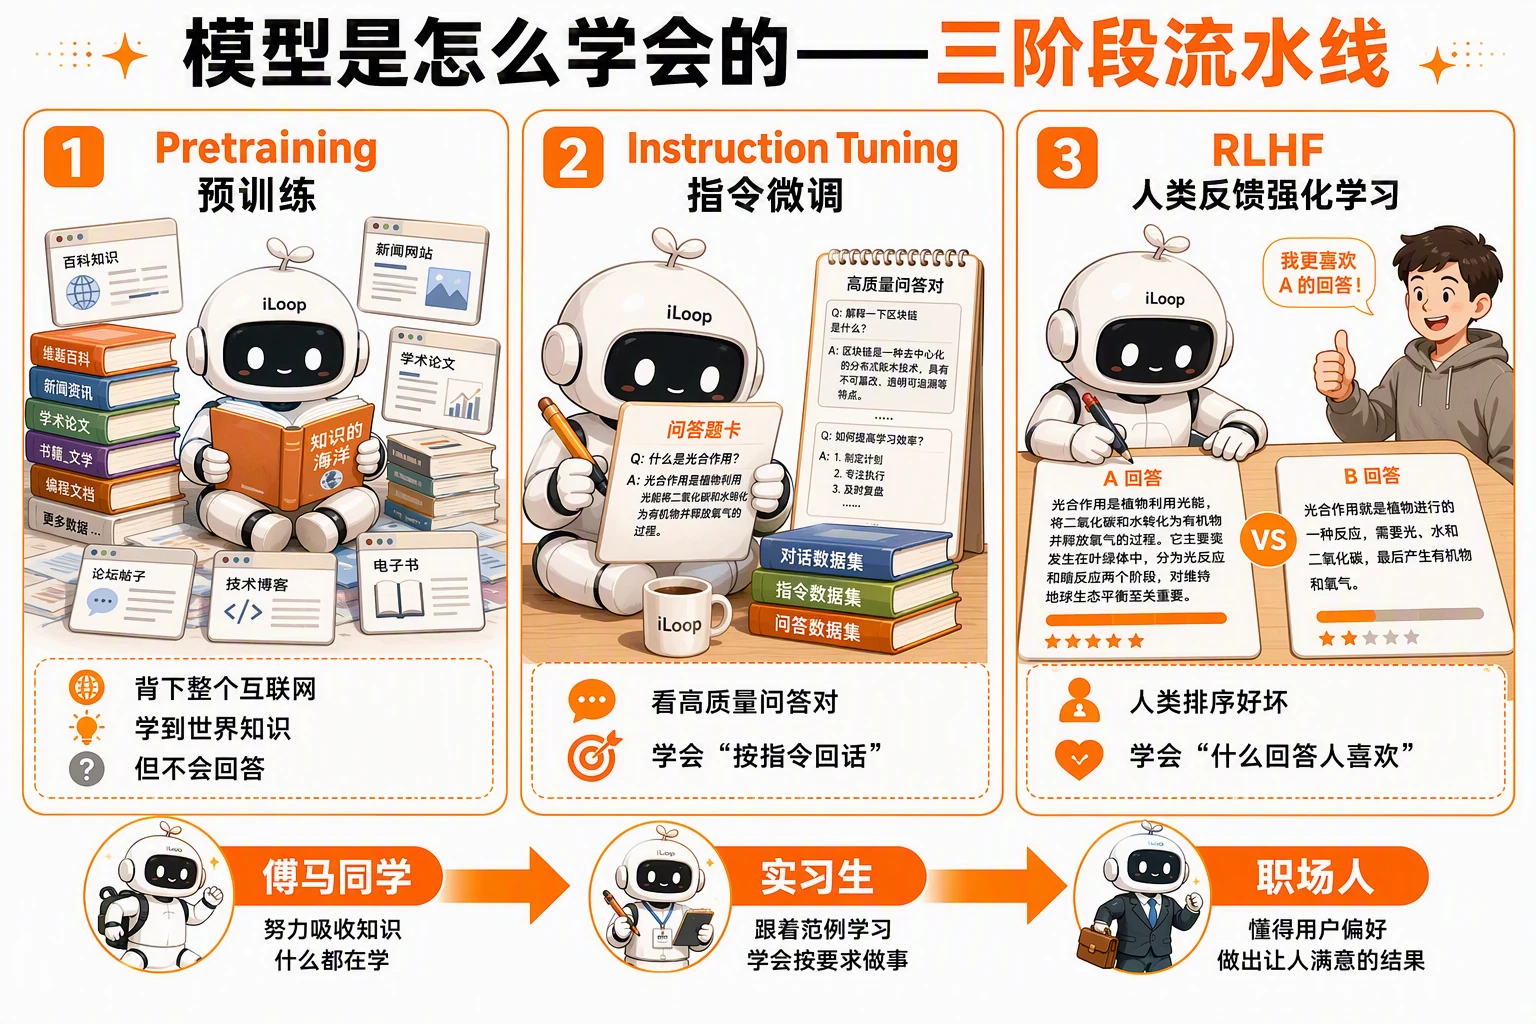 模型是怎么学会的——三阶段流水线
1
Pretraining
预训练
百科知识
新闻网站
iLoop
学术论文
维基百科
新闻资讯
学术论文
书籍_文学
编程文档
更多数据...
知识的
海洋
论坛帖子
技术博客
</>
电子书
背下整个互联网
学到世界知识
?
但不会回答
2
Instruction Tuning
指令微调
iLoop
高质量问答对
Q: 解释一下区块链
是什么?
A: 区块链是一种去中心化
的分布式账本技术，具有
不可篡改、透明可追溯等
特点。
......
Q: 如何提高学习效率?
A: 1. 制定计划
2. 专注执行
3. 及时复盘
......
问答题卡
Q: 什么是光合作用?
A: 光合作用是植物利用
光能将二氧化碳和水转化
为有机物并释放氧气的
过程。
iLoop
对话数据集
指令数据集
问答数据集
看高质量问答对
学会“按指令回话”
3
RLHF
人类反馈强化学习
iLoop
我更喜欢
A 的回答!
A 回答
光合作用是植物利用光能，
将二氧化碳和水转化为有机物
并释放氧气的过程。它主要
发生在叶绿体中，分为光反应
和暗反应两个阶段，对维持
地球生态平衡至关重要。
VS
B 回答
光合作用就是植物进行的
一种反应，需要光、水和
二氧化碳，最后产生有机物
和氧气。
人类排序好坏
学会“什么回答人喜欢”
傅马同学
努力吸收知识
什么都在学
iLoop
实习生
跟着范例学习
学会按要求做事
职场人
懂得用户偏好
做出让人满意的结果